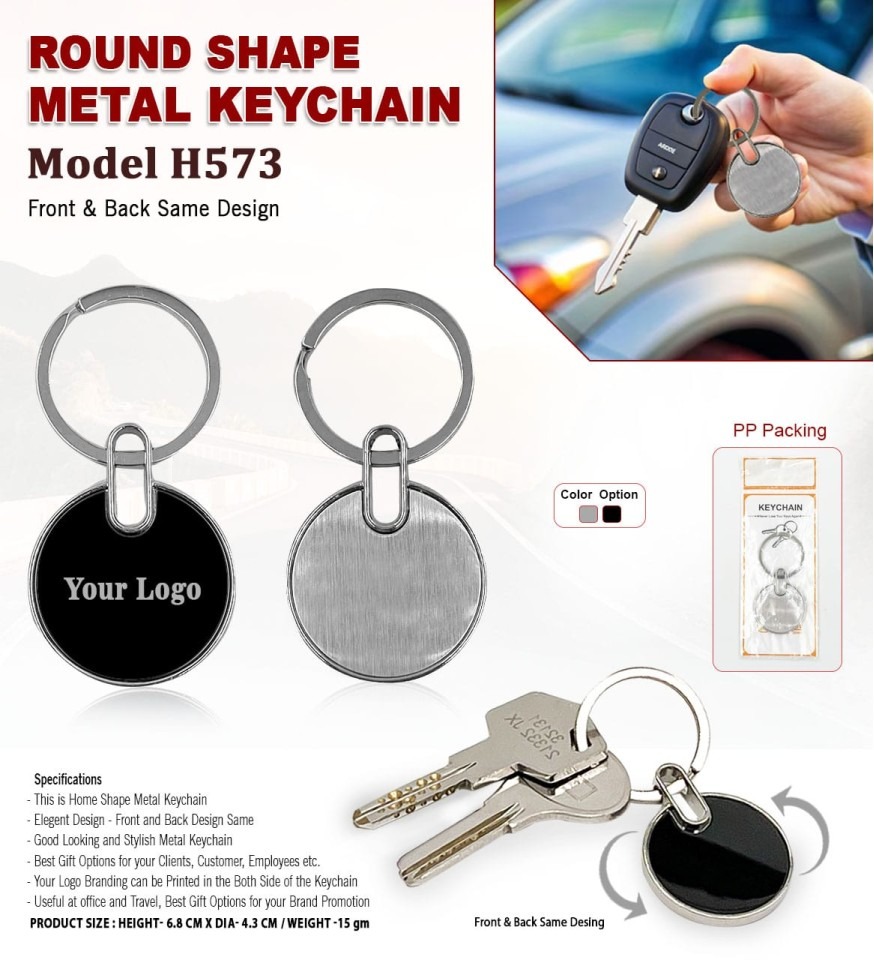 ROUND SHAPE
METAL KEYCHAIN
Model H573
Front & Back Same Design
PP Packing
Color Option
KEYCHAIN
Your Logo
Specifications
- This is Home Shape Metal Keychain
- Elegent Design - Front and Back Design Same
- Good Looking and Stylish Metal Keychain
- Best Gift Options for your Clients, Customer, Employees etc.
- Your Logo Branding can be Printed in the Both Side of the Keychain
- Useful at office and Travel, Best Gift Options for your Brand Promotion
PRODUCT SIZE : HEIGHT- 6.8 CM X DIA- 4.3 CM / WEIGHT -15 gm
Front & Back Same Desing